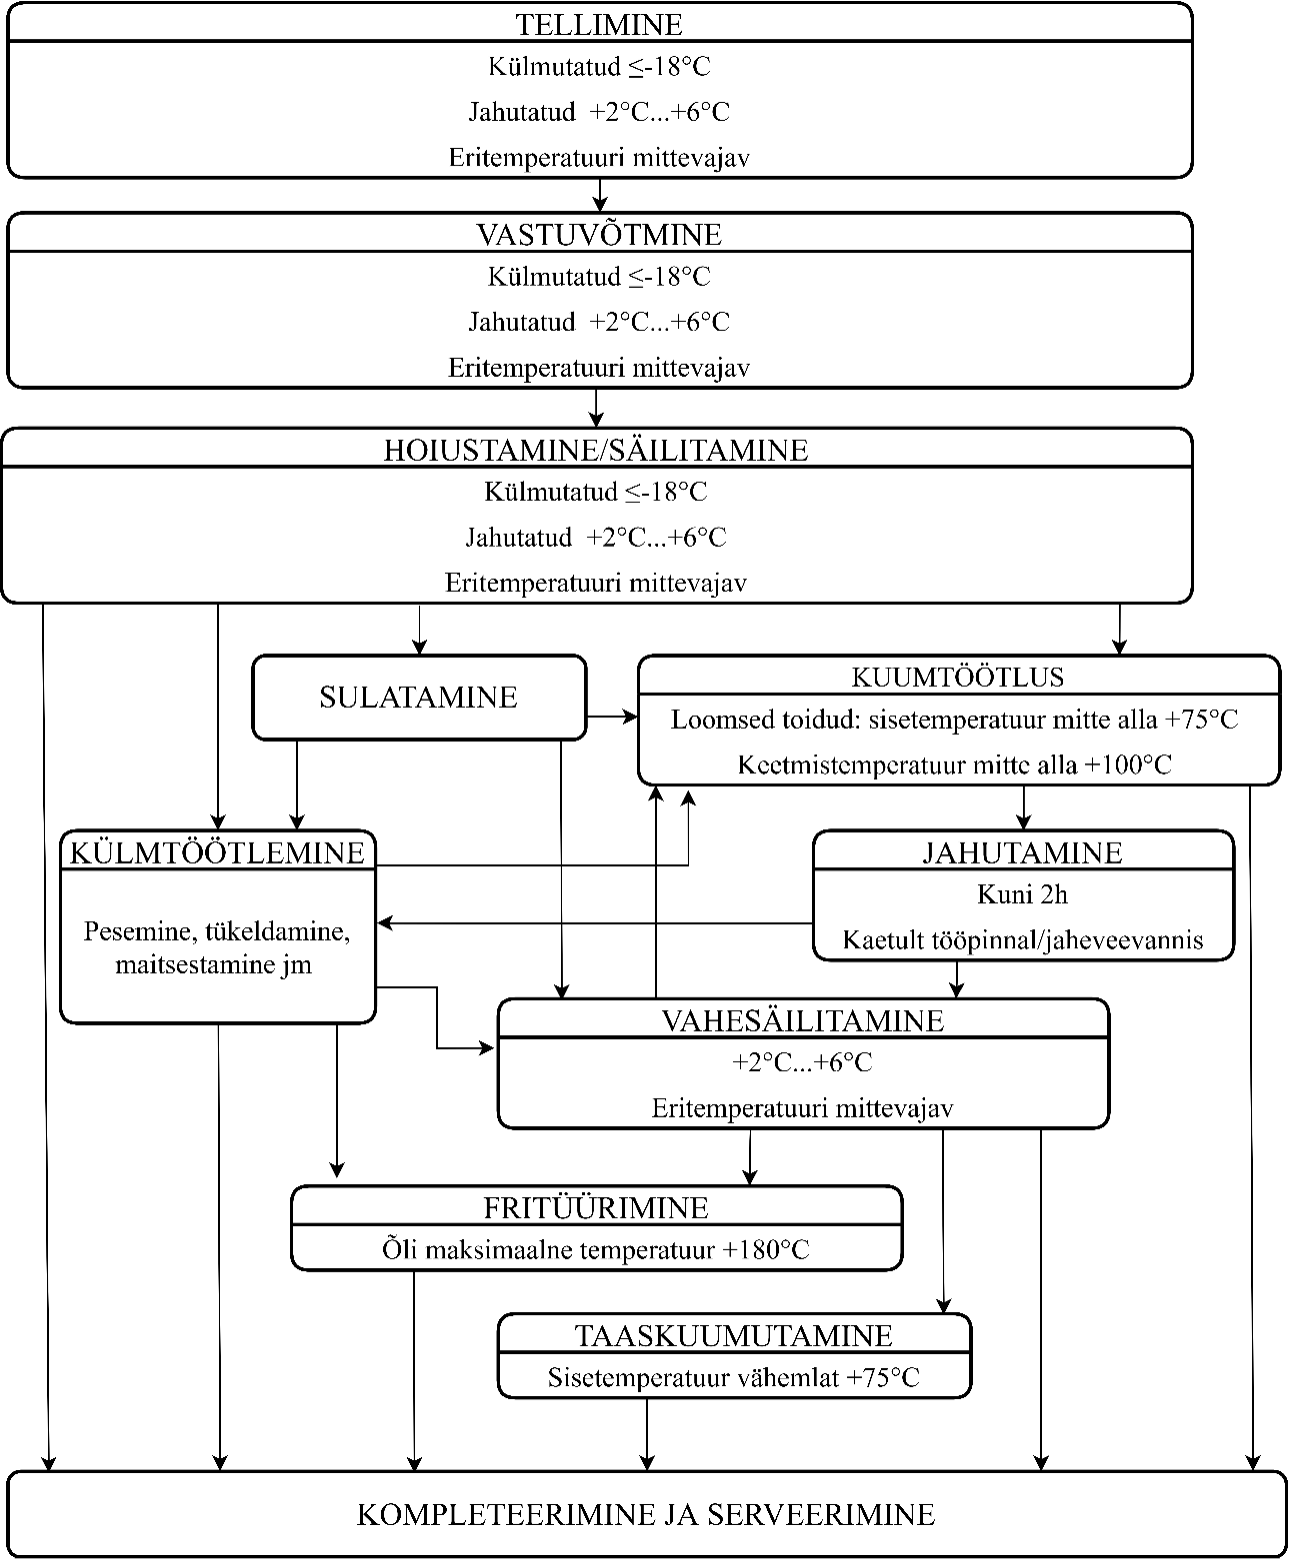 TELLIMINE
Külmutatud ≤-18°C
Jahutatud +2°C...+6°C
Eritemperatuuri mittevajav
VASTUVÕTMINE
Külmutatud ≤-18°C
Jahutatud +2°C...+6°C
Eritemperatuuri mittevajav
HOIUSTAMINE/SÄILITAMINE
Külmutatud ≤-18°C
Jahutatud +2°C...+6°C
Eritemperatuuri mittevajav
SULATAMINE
KUUMTÖÖTLUS
Loomsed toidud: sisetemperatuur mitte alla +75°C
Keetmistemperatuur mitte alla +100°C
KÜLMTÖÖTLEMINE
Pesemine, tükeldamine,
maitsestamine jm
JAHUTAMINE
Kuni 2h
Kaetult tööpinnal/jaheveevannis
VAHESÄILITAMINE
+2°C...+6°C
Eritemperatuuri mittevajav
FRITÜÜRIMINE
Õli maksimaalne temperatuur +180°C
TAASKUUMUTAMINE
Sisetemperatuur vähemlat +75°C
KOMPLETEERIMINE JA SERVEERIMINE